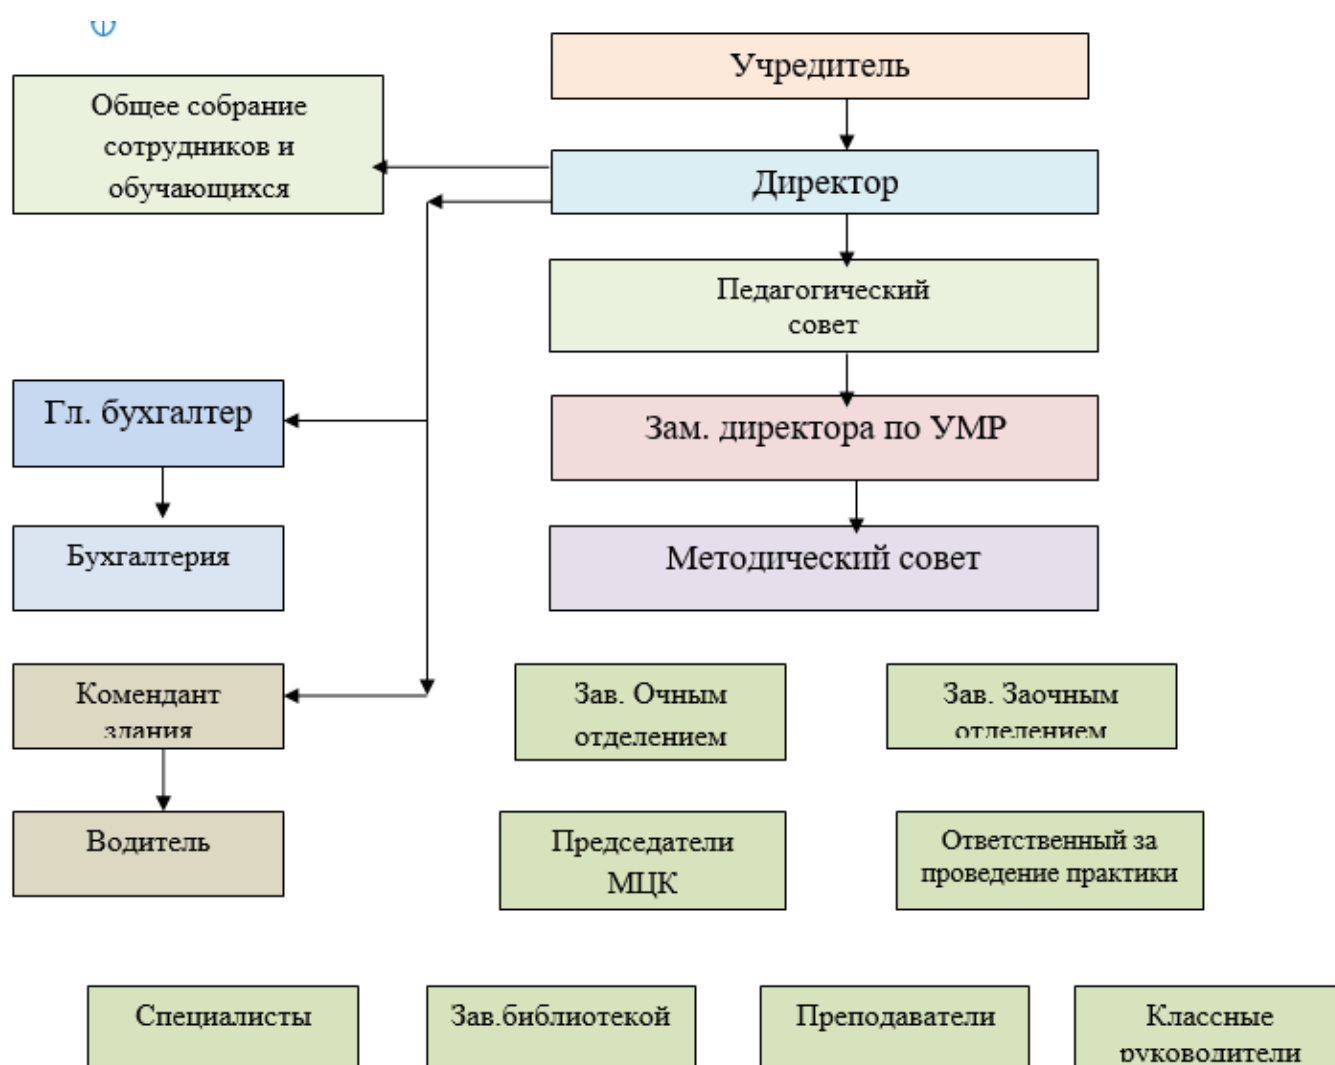 Учредитель
Общее собрание
сотрудников и
обучающихся
Директор
Педагогический
совет
Гл. бухгалтер
Зам. директора по УМР
Бухгалтерия
Методический совет
Комендант
здания
Зав. Очным
отделением
Зав. Заочным
отделением
Водитель
Председатели
МЦК
Ответственный за
проведение практики
Специалисты
Зав.библиотекой
Преподаватели
Классные
руководители